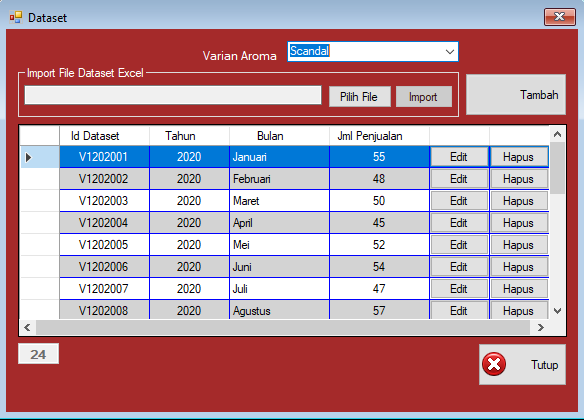 Dataset
Varian Aroma Scandal
Import File Dataset Excel
Pilih File Import Tambah
Id Dataset Tahun Bulan Jml Penjualan
V1202001 2020 Januari 55 Edit Hapus
V1202002 2020 Februari 48 Edit Hapus
V1202003 2020 Maret 50 Edit Hapus
V1202004 2020 April 45 Edit Hapus
V1202005 2020 Mei 52 Edit Hapus
V1202006 2020 Juni 54 Edit Hapus
V1202007 2020 Juli 47 Edit Hapus
V1202008 2020 Agustus 57 Edit Hapus
24
Tutup